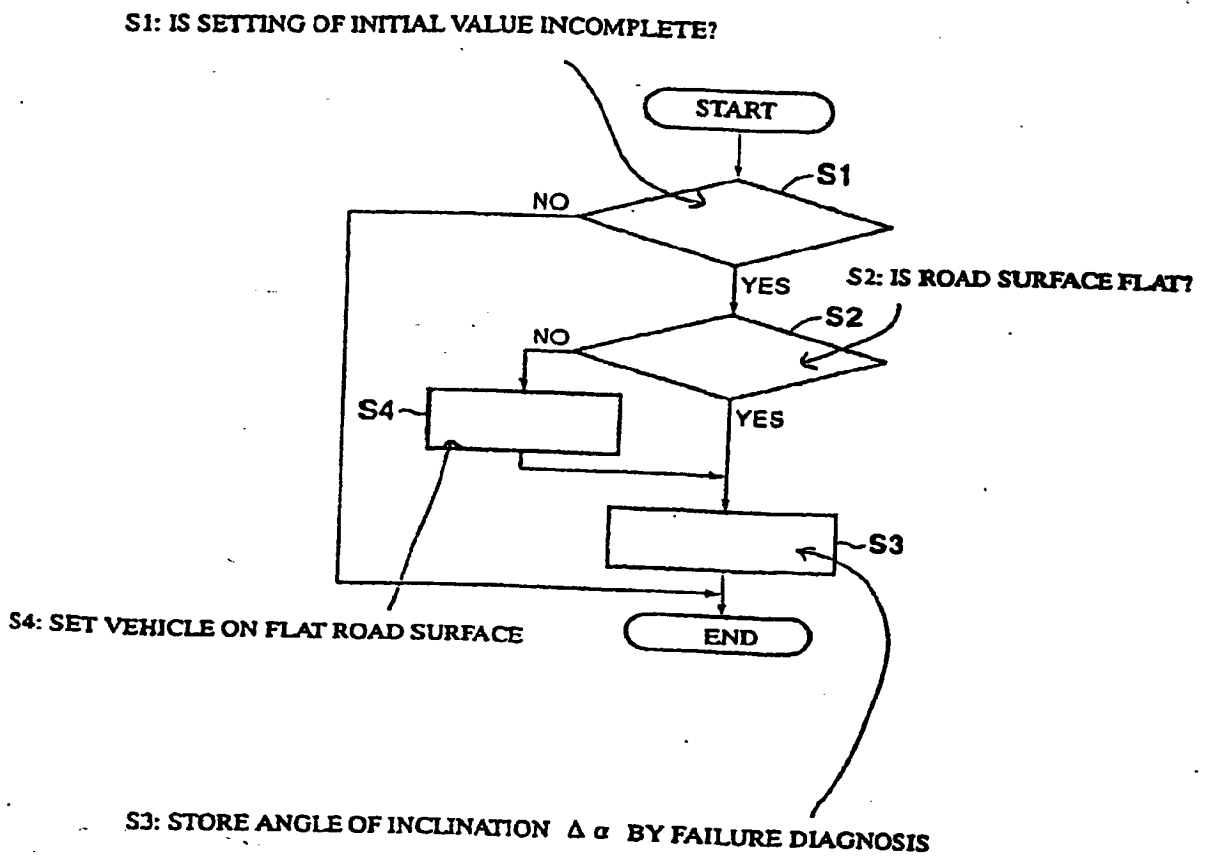 S1: IS SETTING OF INITIAL VALUE INCOMPLETE?
START
S1
NO
YES
S2: IS ROAD SURFACE FLAT?
S2
NO
S4
YES
S3
S4: SET VEHICLE ON FLAT ROAD SURFACE
END
S3: STORE ANGLE OF INCLINATION Δ α BY FAILURE DIAGNOSIS